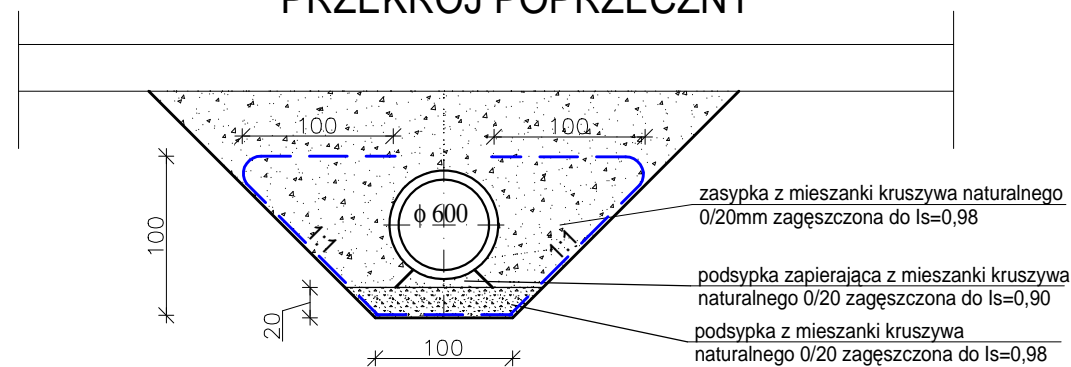 PRZEKRÓJ POPRZECZNY
100
100
ϕ 600
100
1:1
1:1
20
100
zasypka z mieszanki kruszywa naturalnego
0/20mm zagęszczona do Is=0,98
podsypka zapierająca z mieszanki kruszywa
naturalnego 0/20 zagęszczona do Is=0,90
podsypka z mieszanki kruszywa
naturalnego 0/20 zagęszczona do Is=0,98